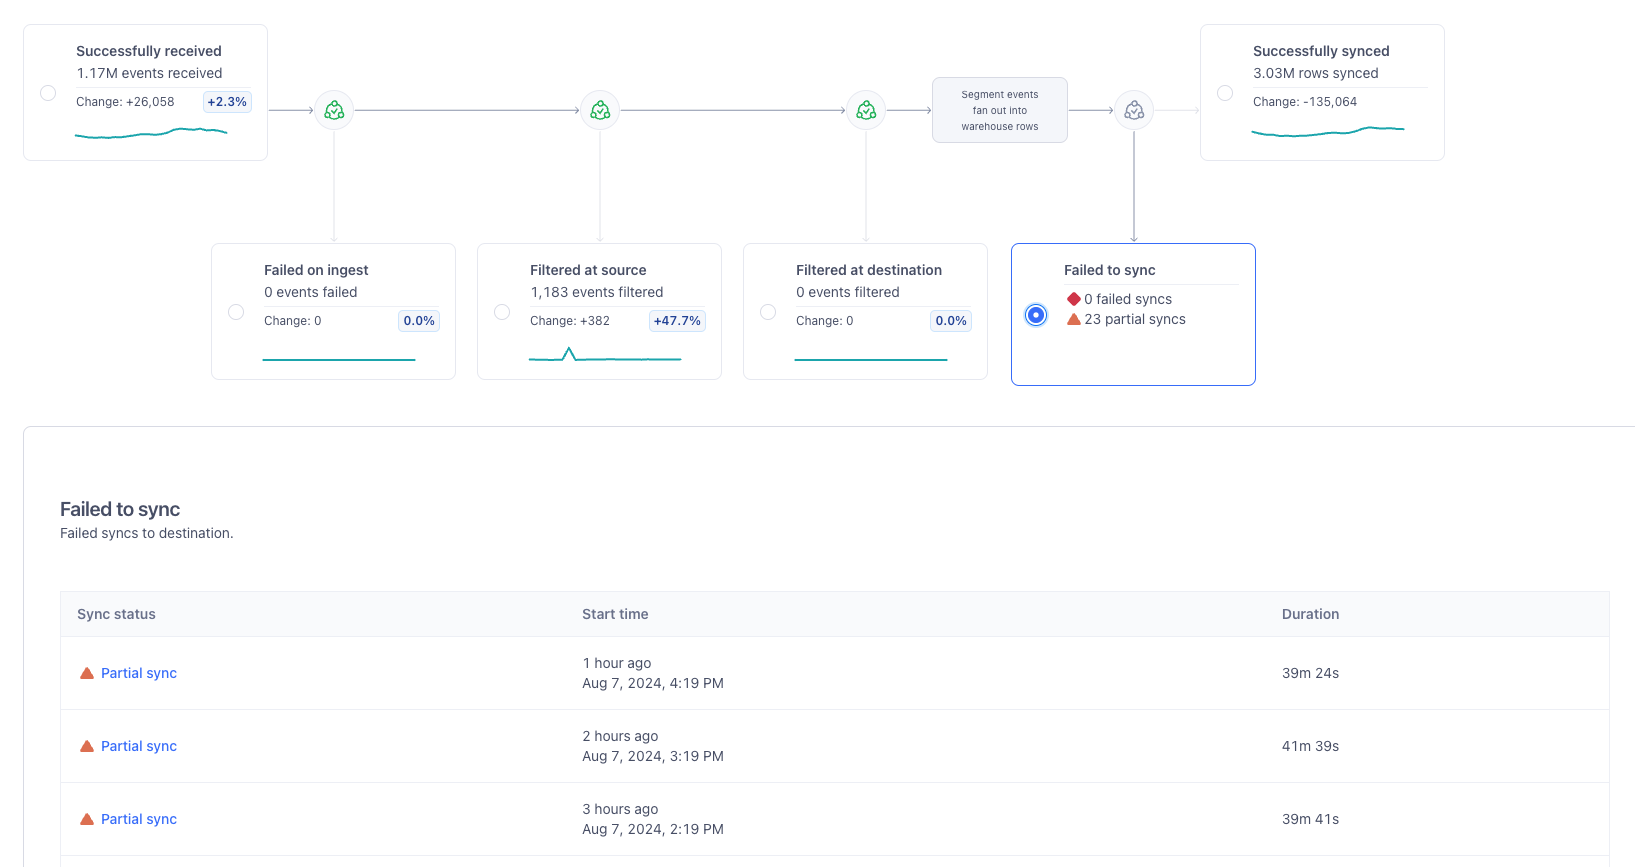 Successfully received
1.17M events received
Change: +26,058
+2.3%
Segment events
fan out into
warehouse rows
Successfully synced
3.03M rows synced
Change: -135,064
Failed on ingest
0 events failed
Change: 0
0.0%
Filtered at source
1,183 events filtered
Change: +382
+47.7%
Filtered at destination
0 events filtered
Change: 0
0.0%
Failed to sync
0 failed syncs
23 partial syncs
Failed to sync
Failed syncs to destination.
Sync status
Start time
Duration
Partial sync
1 hour ago
Aug 7, 2024, 4:19 PM
39m 24s
Partial sync
2 hours ago
Aug 7, 2024, 3:19 PM
41m 39s
Partial sync
3 hours ago
Aug 7, 2024, 2:19 PM
39m 41s